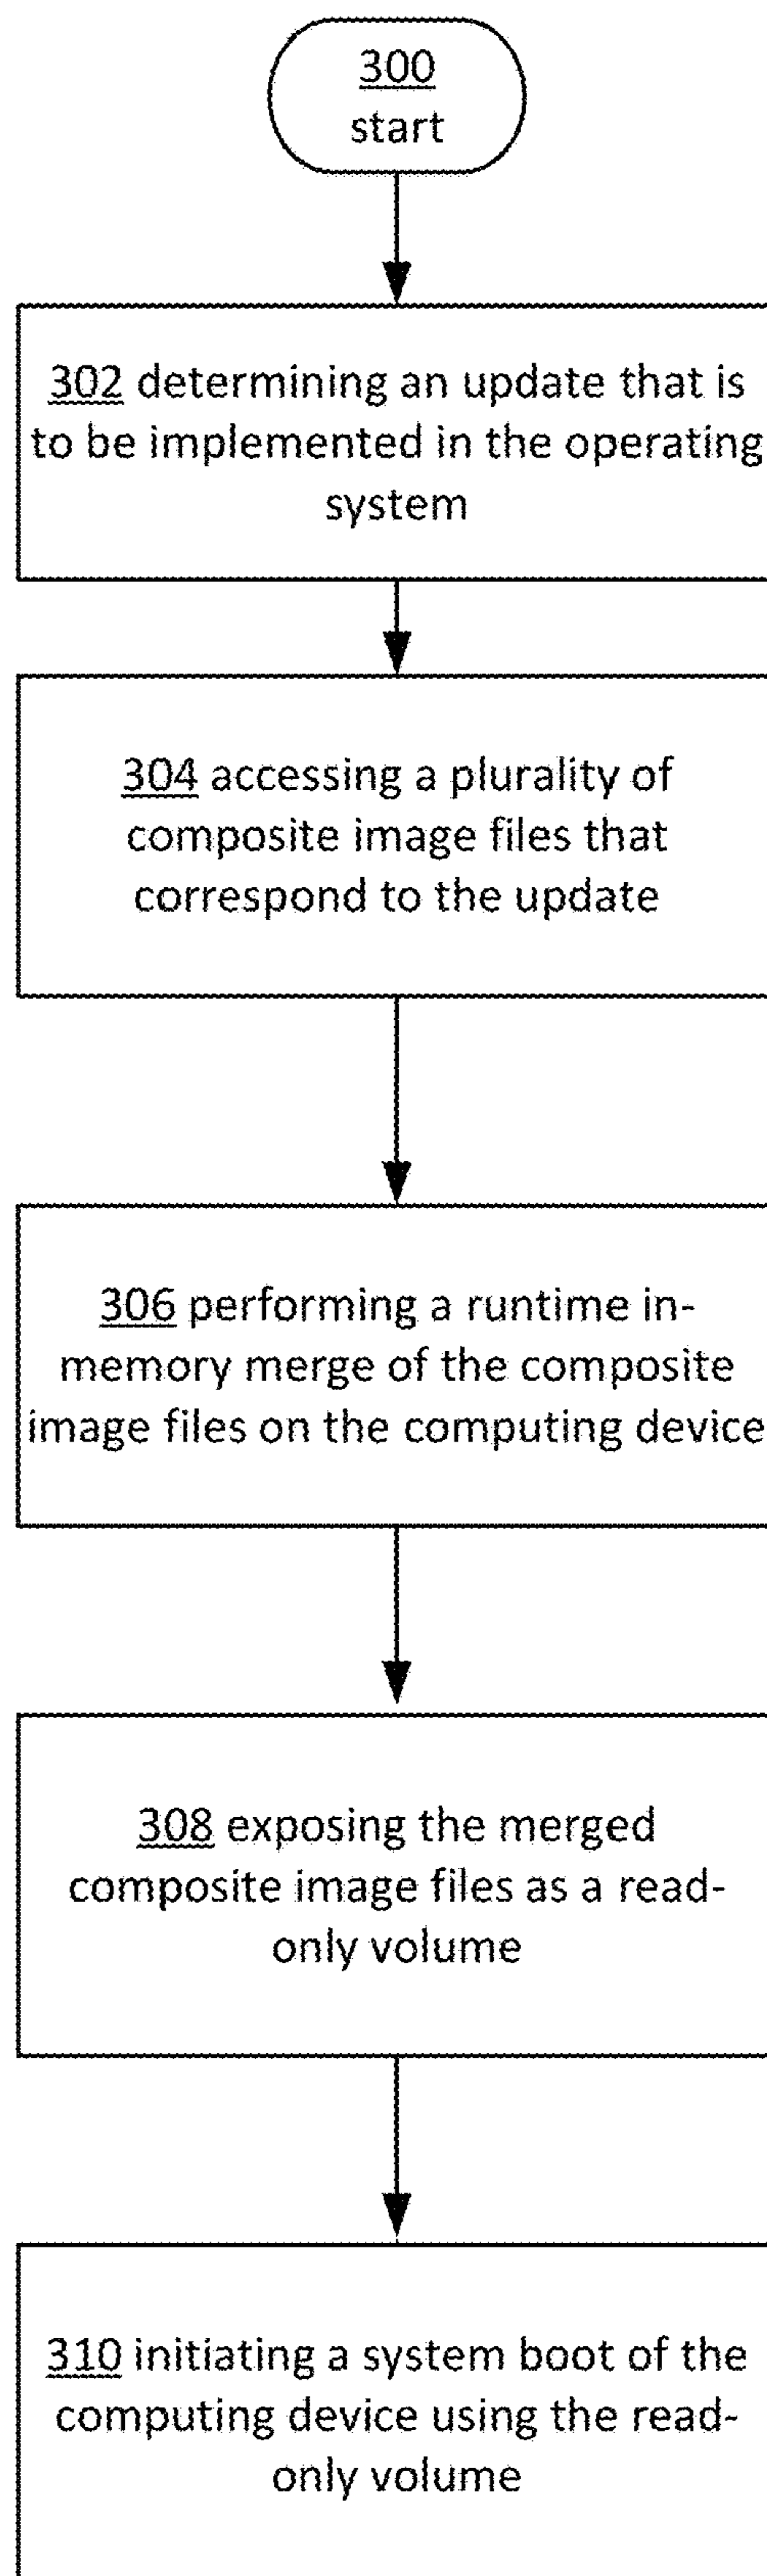 300
start
302 determining an update that is
to be implemented in the operating
system
304 accessing a plurality of
composite image files that
correspond to the update
306 performing a runtime in-
memory merge of the composite
image files on the computing device
308 exposing the merged
composite image files as a read-
only volume
310 initiating a system boot of the
computing device using the read-
only volume